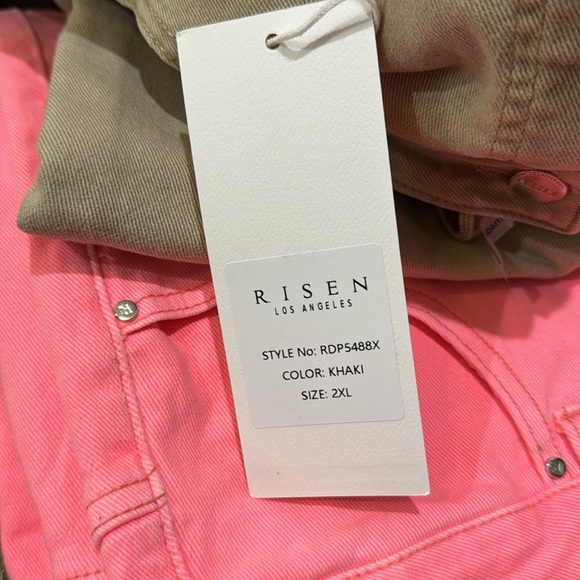 RISEN
LOS ANGELES
STYLE No: RDP5488X
COLOR: KHAKI
SIZE: 2XL